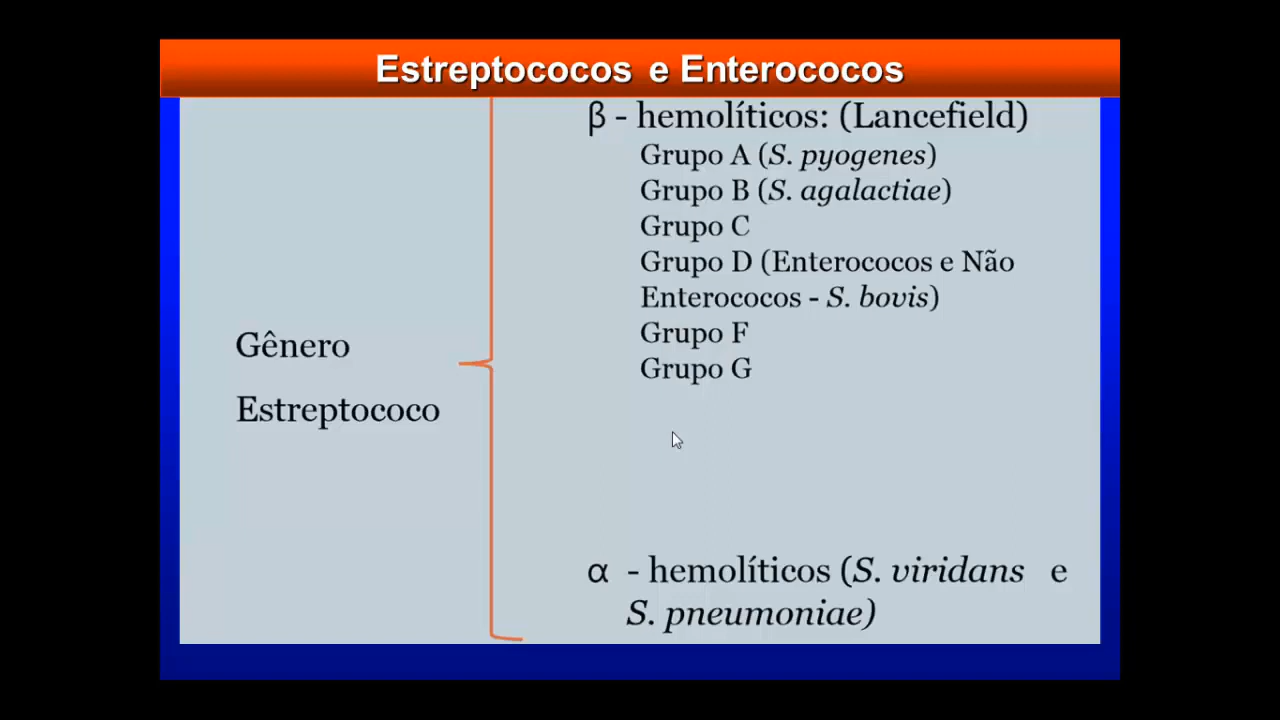 Estreptococos e Enterococos
β - hemolíticos: (Lancefield)
Grupo A (S. pyogenes)
Grupo B (S. agalactiae)
Grupo C
Grupo D (Enterococos e Não
Enterococos - S. bovis)
Grupo F
Grupo G
Gênero
Estreptococo
α - hemolíticos (S. viridans e
S. pneumoniae)